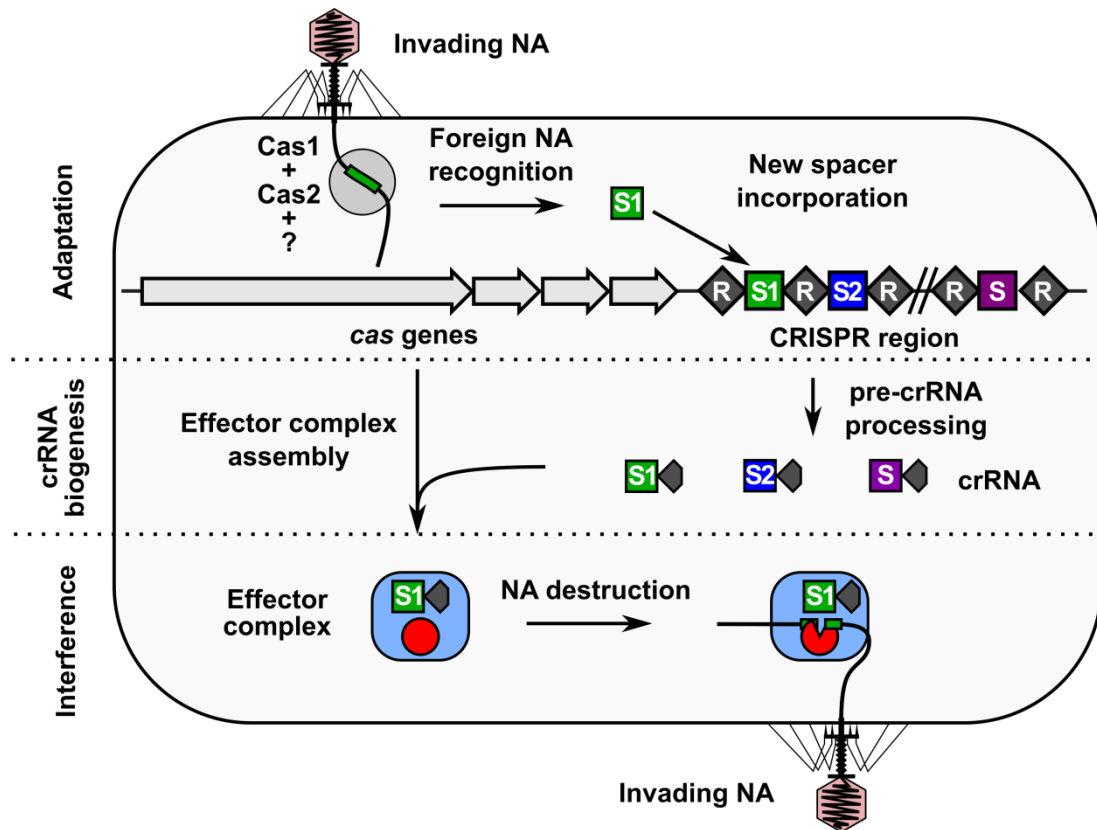 Invading NA
Cas1
+
Cas2
+
?
Foreign NA
recognition
New spacer
incorporation
S1
Adaptation
R S1 R S2 R R S R
cas genes
CRISPR region
crRNA
biogenesis
Effector complex
assembly
pre-crRNA
processing
S1 S2 S crRNA
Interference
Effector
complex
S1
NA destruction
S1
Invading NA